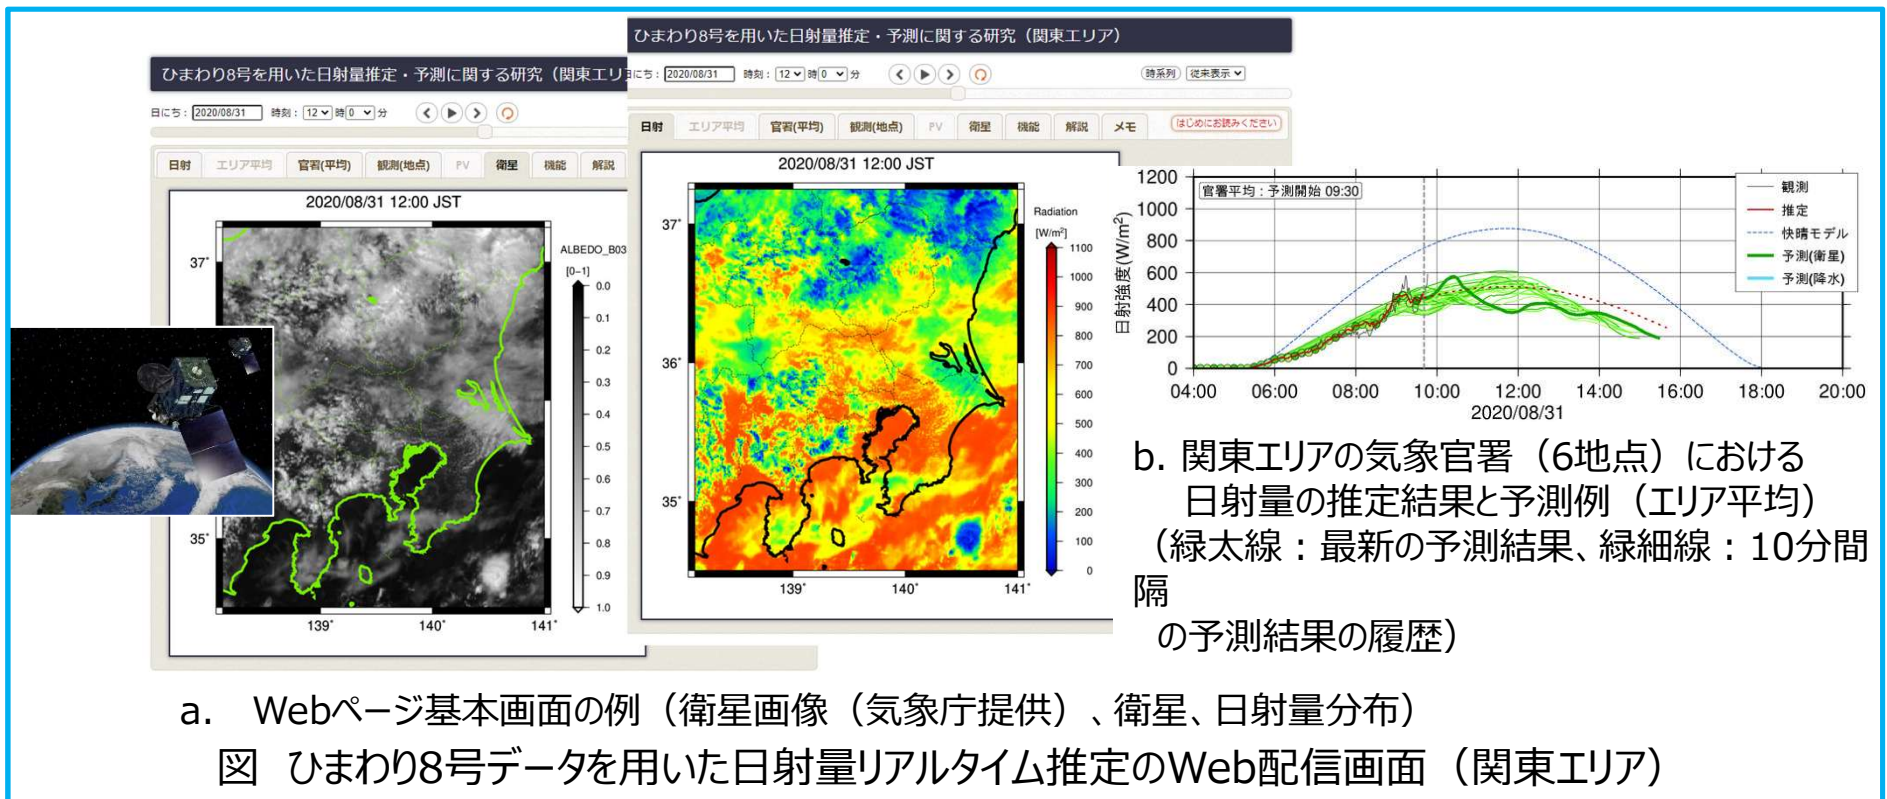 ひまわり8号を用いた日射量推定・予測に関する研究（関東エリ
日にち： 2020/08/31 時刻： 12 時 0 分
日射 エリア平均 官署(平均) 観測(地点) PV 衛星 機能 解説
2020/08/31 12:00 JST
ALBEDO_B03
[0−1]
0.0
0.1
0.2
0.3
0.4
0.5
0.6
0.7
0.8
0.9
1.0
37°
35°
139° 140° 141°
ひまわり8号を用いた日射量推定・予測に関する研究（関東エリア）
にち： 2020/08/31 時刻： 12 時 0 分 時系列 従来表示
日射 エリア平均 官署(平均) 観測(地点) PV 衛星 機能 解説 メモ はじめにお読みください
2020/08/31 12:00 JST
Radiation
[W/m²]
1100
1000
900
800
700
600
500
400
300
200
100
0
37°
36°
35°
139° 140° 141°
官署平均：予測開始 09:30
日射強度(W/m²)
1200
1000
800
600
400
200
0
04:00 06:00 08:00 10:00 12:00 14:00 16:00 18:00 20:00
2020/08/31
観測
推定
快晴モデル
予測(衛星)
予測(降水)
b. 関東エリアの気象官署（6地点）における
日射量の推定結果と予測例（エリア平均）
（緑太線：最新の予測結果、緑細線：10分間
隔
の予測結果の履歴）
a. Webページ基本画面の例（衛星画像（気象庁提供）、衛星、日射量分布）
図 ひまわり8号データを用いた日射量リアルタイム推定のWeb配信画面（関東エリア）